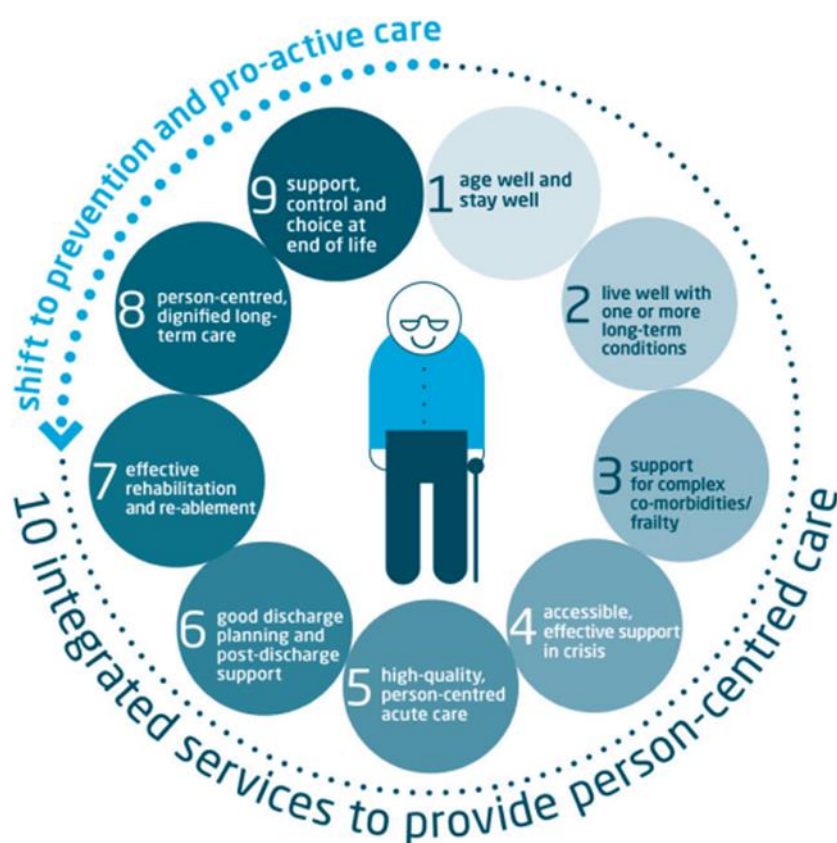 shift to prevention and pro-active care
1 age well and
stay well
2 live well with
one or more
long-term
conditions
3 support
for complex
co-morbidities/
frailty
4 accessible,
effective support
in crisis
5 high-quality,
person-centred
acute care
6 good discharge
planning and
post-discharge
support
7 effective
rehabilitation
and re-ablement
8 person-centred,
dignified long-
term care
9 support,
control and
choice at
end of life
10 integrated services to provide person-centred care